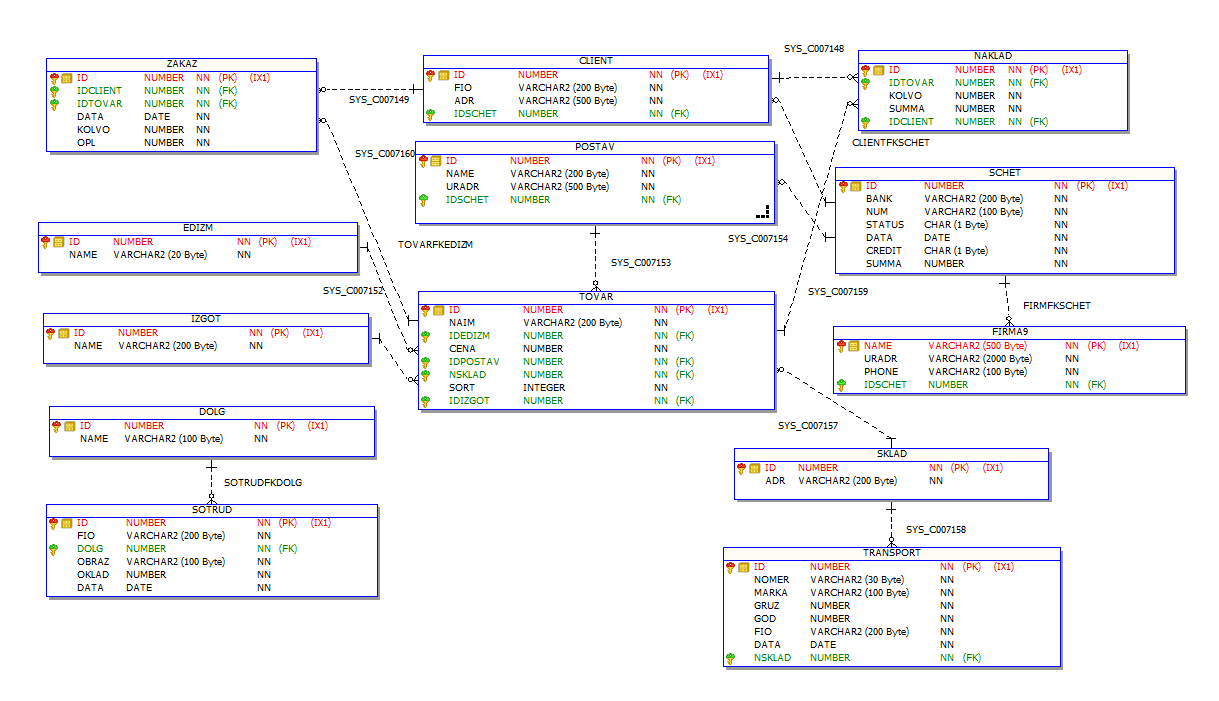 ZAKAZ
ID NUMBER NN (PK) (IX1)
IDCLIENT NUMBER NN (FK)
IDTOVAR NUMBER NN (FK)
DATA DATE NN
KOLVO NUMBER NN
OPL NUMBER NN
SYS_C007149
CLIENT
ID NUMBER NN (PK) (IX1)
FIO VARCHAR2 (200 Byte) NN
ADR VARCHAR2 (500 Byte) NN
IDSCHET NUMBER NN (FK)
SYS_C007148
NAKLAD
ID NUMBER NN (PK) (IX1)
IDTOVAR NUMBER NN (FK)
KOLVO NUMBER NN
SUMMA NUMBER NN
IDCLIENT NUMBER NN (FK)
CLIENTFKSCHET
SYS_C007160
POSTAV
ID NUMBER NN (PK) (IX1)
NAME VARCHAR2 (200 Byte) NN
URADR VARCHAR2 (500 Byte) NN
IDSCHET NUMBER NN (FK)
SCHET
ID NUMBER NN (PK) (IX1)
BANK VARCHAR2 (200 Byte) NN
NUM VARCHAR2 (100 Byte) NN
STATUS CHAR (1 Byte) NN
DATA DATE NN
CREDIT CHAR (1 Byte) NN
SUMMA NUMBER NN
EDIZM
ID NUMBER NN (PK) (IX1)
NAME VARCHAR2 (20 Byte) NN
TOVARFKEDIZM
SYS_C007154
SYS_C007153
SYS_C007152
SYS_C007159
FIRMFKSCHET
IZGOT
ID NUMBER NN (PK) (IX1)
NAME VARCHAR2 (200 Byte) NN
TOVAR
ID NUMBER NN (PK) (IX1)
NAIM VARCHAR2 (200 Byte) NN
IDEDIZM NUMBER NN (FK)
CENA NUMBER NN
IDPOSTAV NUMBER NN (FK)
NSKLAD NUMBER NN (FK)
SORT INTEGER NN
IDIZGOT NUMBER NN (FK)
FIRMA9
NAME VARCHAR2 (500 Byte) NN (PK) (IX1)
URADR VARCHAR2 (2000 Byte) NN
PHONE VARCHAR2 (100 Byte) NN
IDSCHET NUMBER NN (FK)
DOLG
ID NUMBER NN (PK) (IX1)
NAME VARCHAR2 (100 Byte) NN
SYS_C007157
SOTRUDFKDOLG
SKLAD
ID NUMBER NN (PK) (IX1)
ADR VARCHAR2 (200 Byte) NN
SOTRUD
ID NUMBER NN (PK) (IX1)
FIO VARCHAR2 (200 Byte) NN
DOLG NUMBER NN (FK)
OBRAZ VARCHAR2 (100 Byte) NN
OKLAD NUMBER NN
DATA DATE NN
SYS_C007158
TRANSPORT
ID NUMBER NN (PK) (IX1)
NOMER VARCHAR2 (30 Byte) NN
MARKA VARCHAR2 (100 Byte) NN
GRUZ NUMBER NN
GOD NUMBER NN
FIO VARCHAR2 (200 Byte) NN
DATA DATE NN
NSKLAD NUMBER NN (FK)